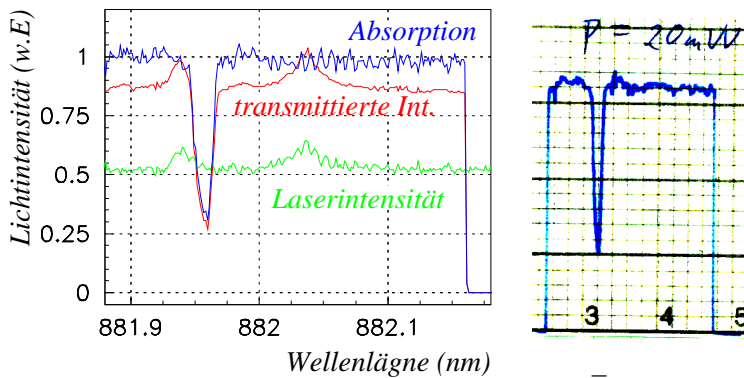 Absorption
transmittierte Int.
Laserintensität
Lichtintensität (w.E)
1
0.75
0.5
0.25
0
881.9 882 882.1
Wellenlägne (nm)
P = 20mW
3 4 5